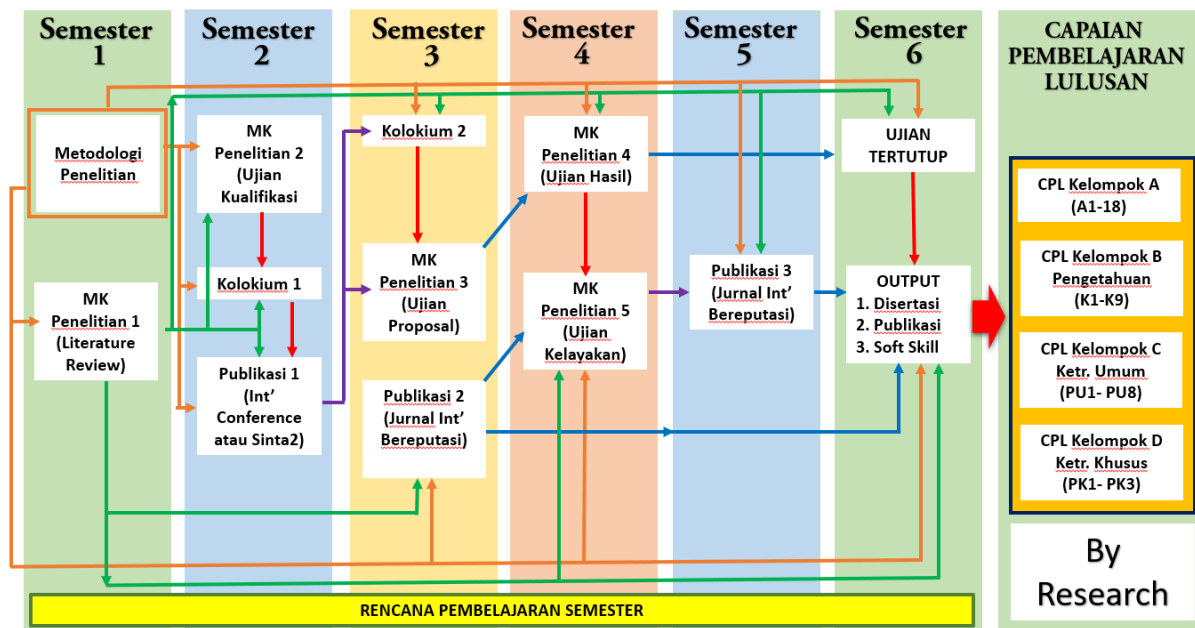 Semester
1
Semester
2
Semester
3
Semester
4
Semester
5
Semester
6
CAPAIAN
PEMBELAJARAN
LULUSAN
Metodologi
Penelitian
MK
Penelitian 1
(Literature
Review)
MK
Penelitian 2
(Ujian
Kualifikasi
Kolokium 1
Publikasi 1
(Int'
Conference
atau Sinta2)
Kolokium 2
MK
Penelitian 3
(Ujian
Proposal)
Publikasi 2
(Jurnal Int'
Bereputasi)
MK
Penelitian 4
(Ujian Hasil)
MK
Penelitian 5
(Ujian
Kelayakan)
Publikasi 3
(Jurnal Int'
Bereputasi)
UJIAN
TERTUTUP
OUTPUT
1. Disertasi
2. Publikasi
3. Soft Skill
CPL Kelompok A
(A1-18)
CPL Kelompok B
Pengetahuan
(K1-K9)
CPL Kelompok C
Ketr. Umum
(PU1- PU8)
CPL Kelompok D
Ketr. Khusus
(PK1- PK3)
By
Research
RENCANA PEMBELAJARAN SEMESTER